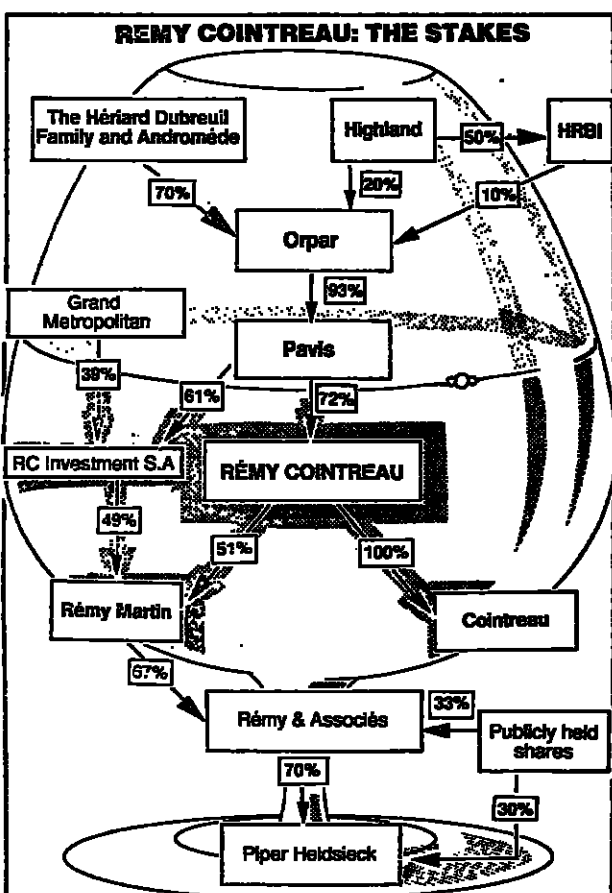 REMY COINTREAU: THE STAKES
The Hériard Dubreuil
Family and Andromède
Highland
50%
HRBI
70%
20%
10%
Orpar
93%
Grand
Metropolitan
Pavis
39%
61%
72%
RC Investment S.A
RÉMY COINTREAU
49%
51%
100%
Rémy Martin
Cointreau
67%
Rémy & Associés
33%
Publicly held
shares
70%
30%
Piper Heidsieck